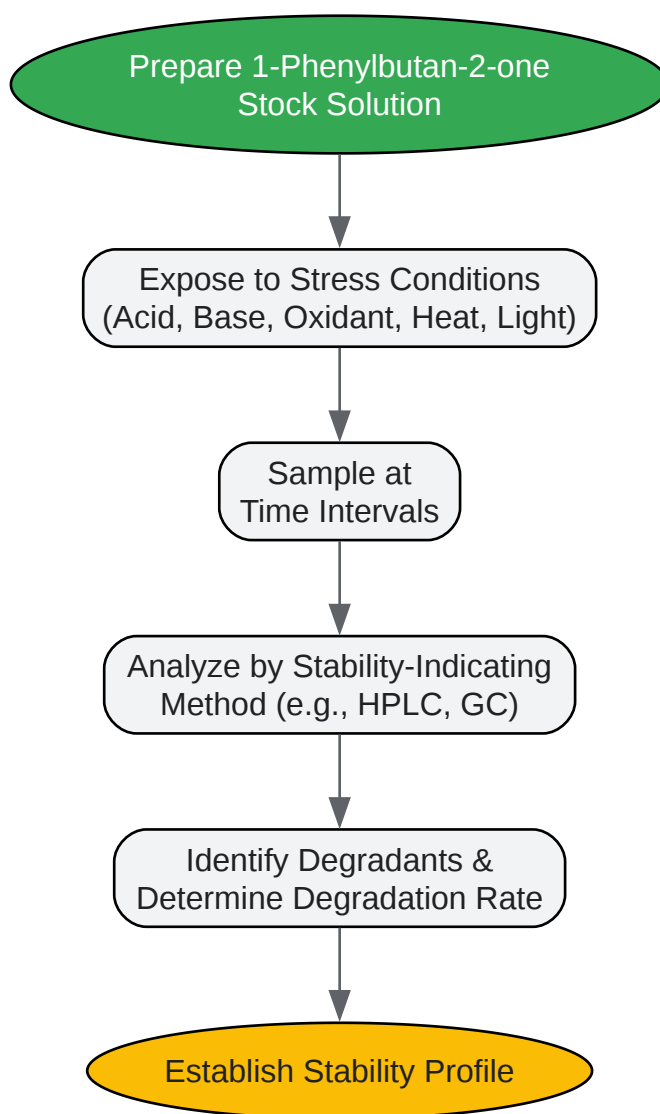 Prepare 1-Phenylbutan-2-one
Stock Solution
Expose to Stress Conditions
(Acid, Base, Oxidant, Heat, Light)
Sample at
Time Intervals
Analyze by Stability-Indicating
Method (e.g., HPLC, GC)
Identify Degradants &
Determine Degradation Rate
Establish Stability Profile